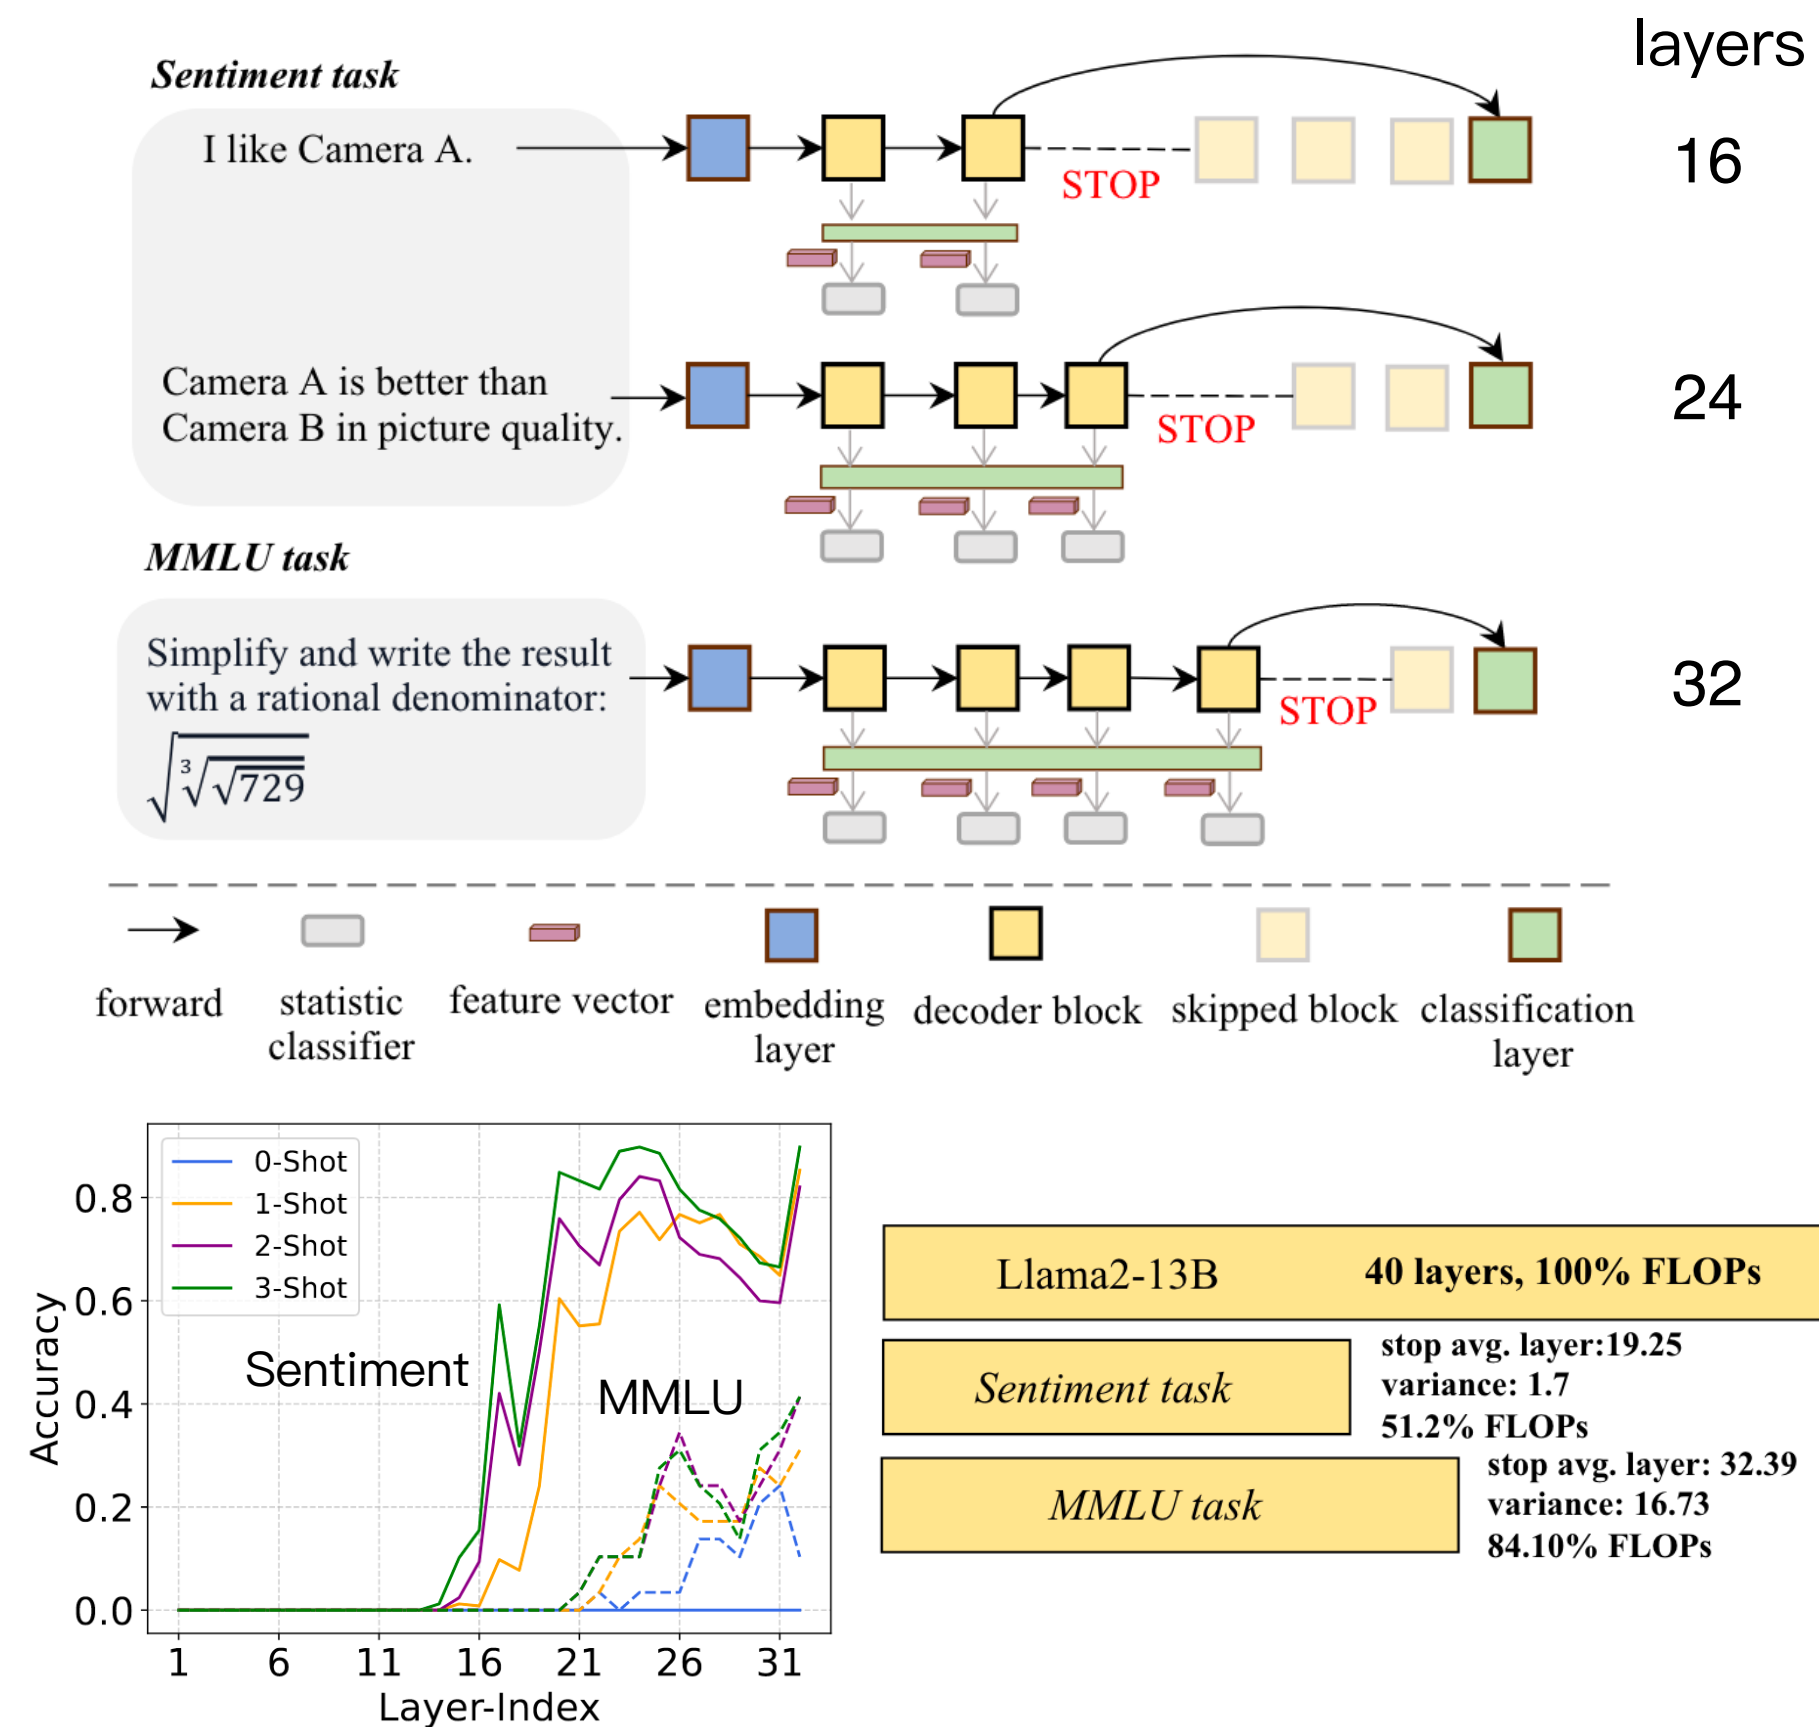 layers
Sentiment task
I like Camera A.
STOP
16
Camera A is better than
Camera B in picture quality.
STOP
24
MMLU task
Simplify and write the result
with a rational denominator:
√∛√729
STOP
32
forward
statistic
classifier
feature vector
embedding
layer
decoder block
skipped block
classification
layer
0-Shot
1-Shot
2-Shot
3-Shot
Sentiment
MMLU
Accuracy
0.8
0.6
0.4
0.2
0.0
1 6 11 16 21 26 31
Layer-Index
Llama2-13B 40 layers, 100% FLOPs
Sentiment task
stop avg. layer:19.25
variance: 1.7
51.2% FLOPs
MMLU task
stop avg. layer: 32.39
variance: 16.73
84.10% FLOPs